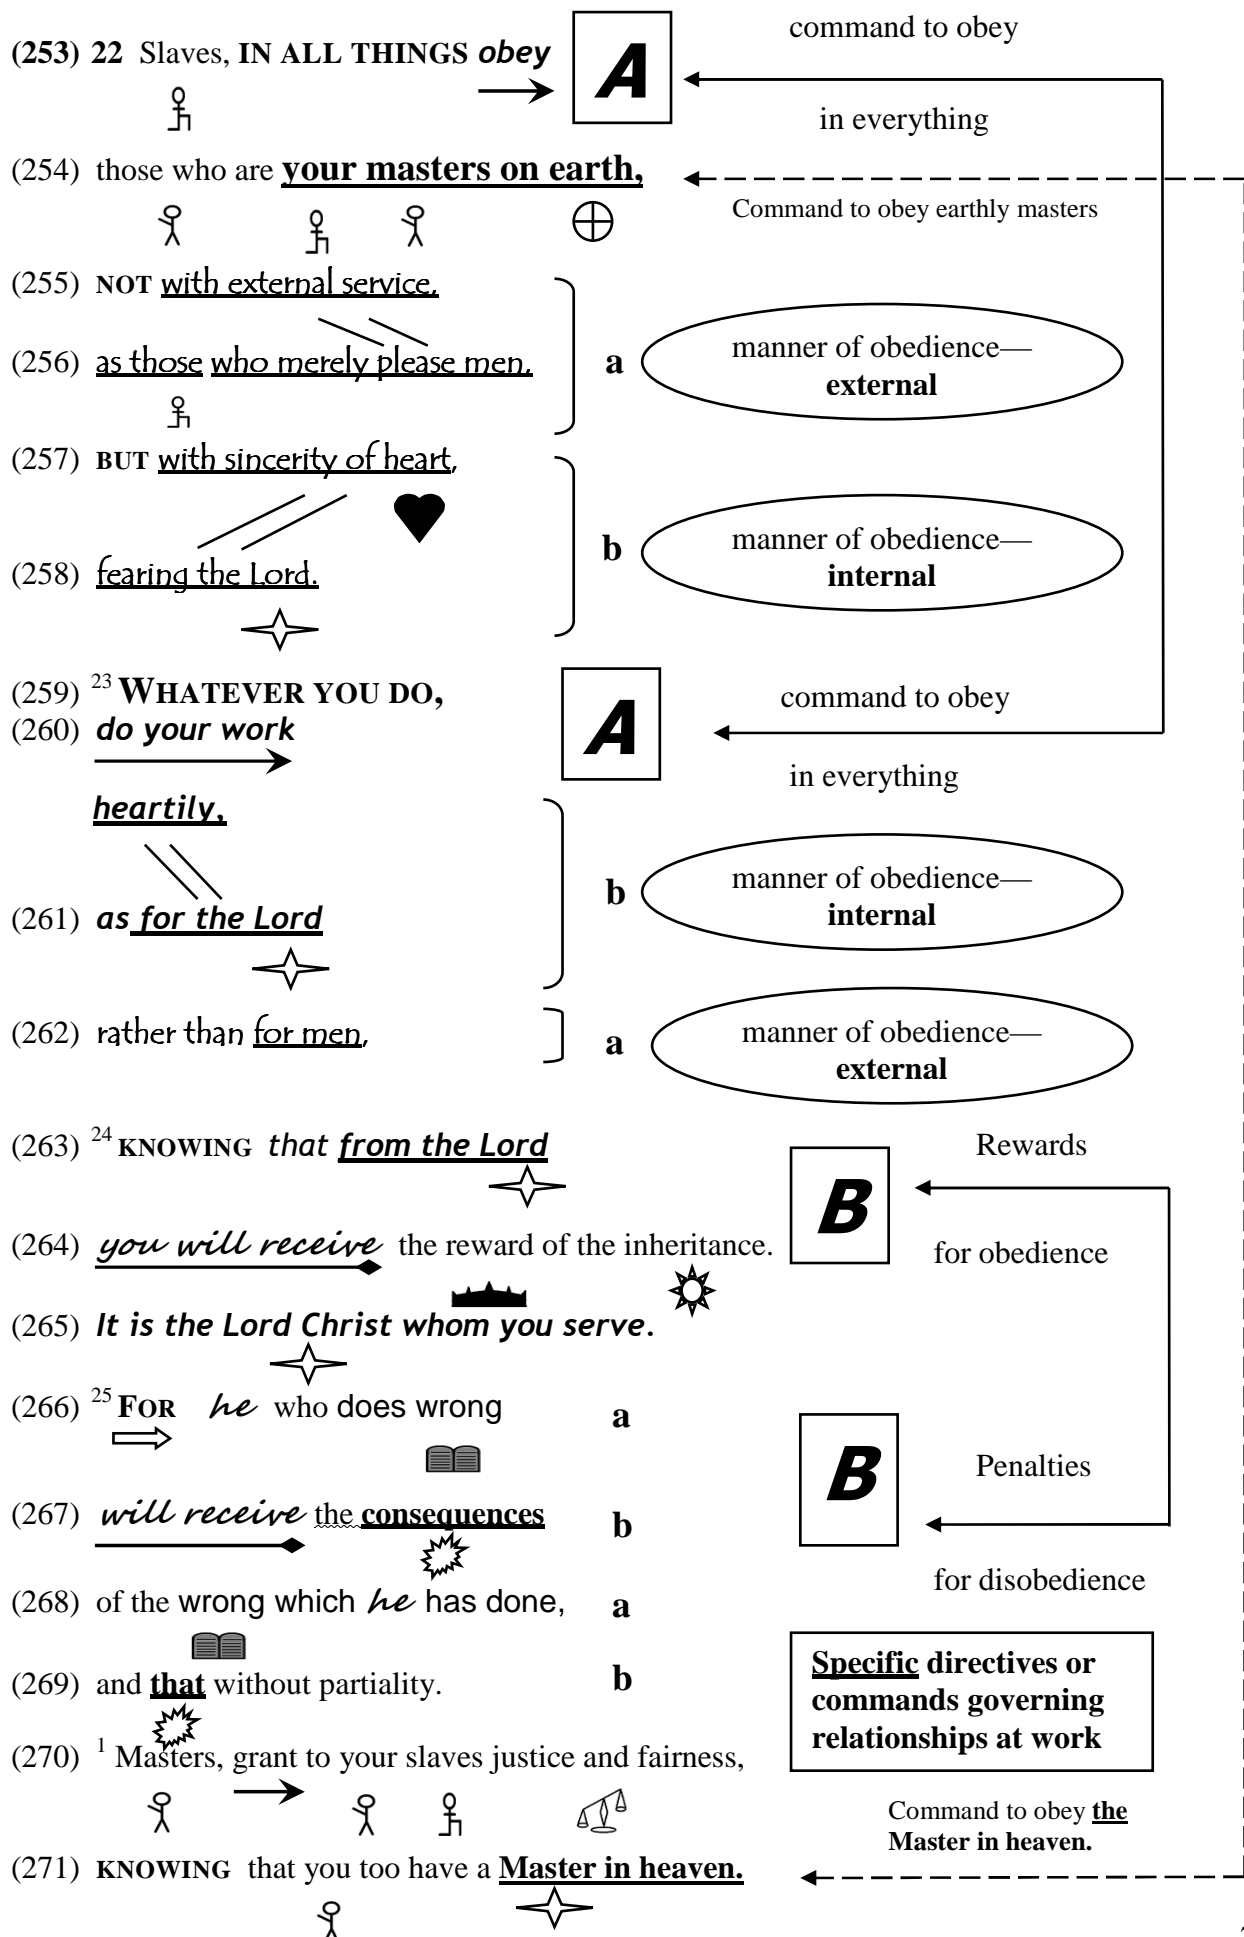 command to obey
(253) 22 Slaves, IN ALL THINGS obey
A
in everything
(254) those who are your masters on earth,
Command to obey earthly masters
(255) NOT with external service,
(256) as those who merely please men,
a
manner of obedience—
external
(257) BUT with sincerity of heart,
b
manner of obedience—
internal
(258) fearing the Lord.
(259) 23 WHATEVER YOU DO,
A
command to obey
(260) do your work
in everything
heartily,
b
manner of obedience—
internal
(261) as for the Lord
(262) rather than for men,
a
manner of obedience—
external
(263) 24 KNOWING that from the Lord
B
Rewards
(264) you will receive the reward of the inheritance.
for obedience
(265) It is the Lord Christ whom you serve.
(266) 25 FOR he who does wrong
a
B
Penalties
(267) will receive the consequences
b
for disobedience
(268) of the wrong which he has done,
a
(269) and that without partiality.
b
Specific directives or
commands governing
relationships at work
(270) 1 Masters, grant to your slaves justice and fairness,
Command to obey the
Master in heaven.
(271) KNOWING that you too have a Master in heaven.